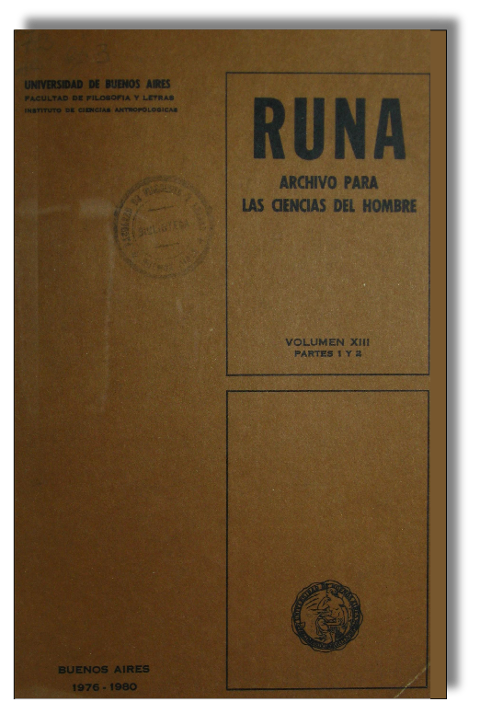 UNIVERSIDAD DE BUENOS AIRES
FACULTAD DE FILOSOFIA Y LETRAS
INSTITUTO DE CIENCIAS ANTROPOLOGICAS
RUNA
ARCHIVO PARA
LAS CIENCIAS DEL HOMBRE
VOLUMEN XIII
PARTES 1 Y 2
BUENOS AIRES
1976 - 1980